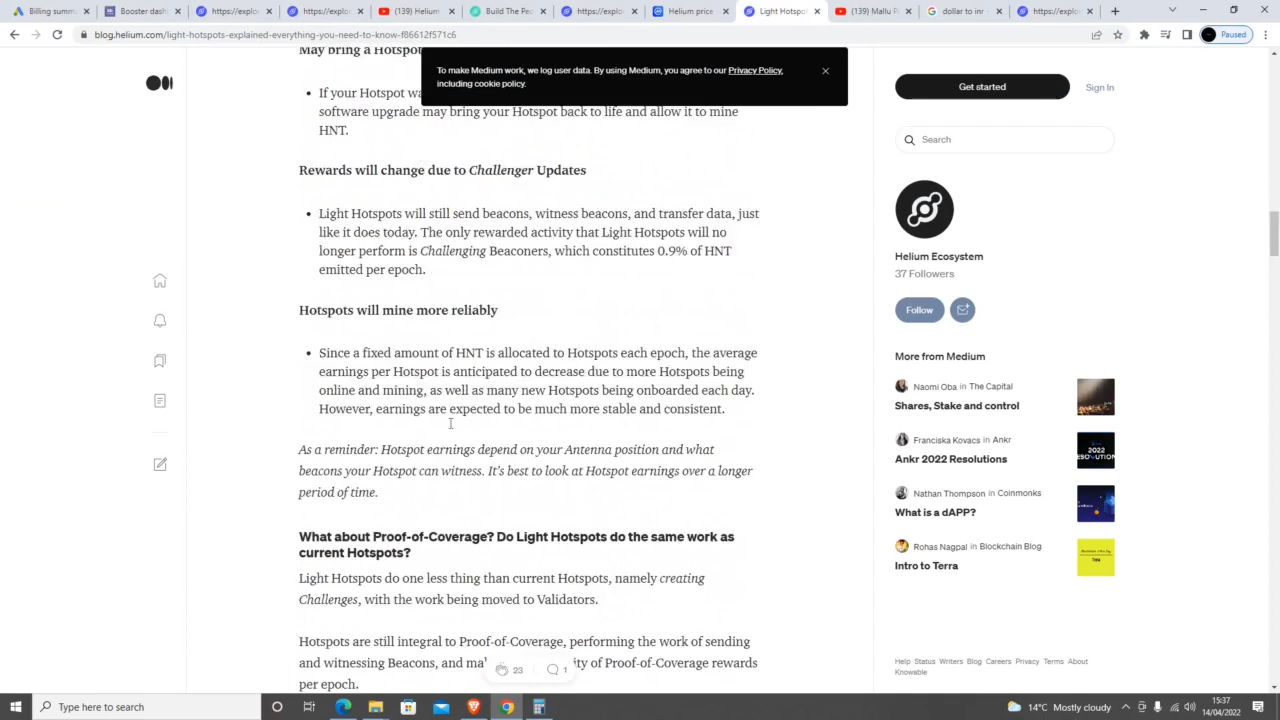 Booster dasl
https://explo
(139) Helium
Build The Pe
https://explo
Helium Hots
Light Hotspo
(139) Mallu R
dollar to inr -
https://explo
blog.helium.com/light-hotspots-explained-everything-you-need-to-know-f86612f571c6
Paused
May bring a Hotspot
To make Medium work, we log user data. By using Medium, you agree to our Privacy Policy,
including cookie policy.
If your Hotspot wa
software upgrade may bring your Hotspot back to life and allow it to mine
HNT.
Rewards will change due to Challenger Updates
Light Hotspots will still send beacons, witness beacons, and transfer data, just
like it does today. The only rewarded activity that Light Hotspots will no
longer perform is Challenging Beaconers, which constitutes 0.9% of HNT
emitted per epoch.
Hotspots will mine more reliably
Since a fixed amount of HNT is allocated to Hotspots each epoch, the average
earnings per Hotspot is anticipated to decrease due to more Hotspots being
online and mining, as well as many new Hotspots being onboarded each day.
However, earnings are expected to be much more stable and consistent.
As a reminder: Hotspot earnings depend on your Antenna position and what
beacons your Hotspot can witness. It's best to look at Hotspot earnings over a longer
period of time.
What about Proof-of-Coverage? Do Light Hotspots do the same work as
current Hotspots?
Light Hotspots do one less thing than current Hotspots, namely creating
Challenges, with the work being moved to Validators.
Hotspots are still integral to Proof-of-Coverage, performing the work of sending
and witnessing Beacons, and mal ity of Proof-of-Coverage rewards
per epoch.
23
1
Get started
Sign In
Search
Helium Ecosystem
37 Followers
Follow
More from Medium
Naomi Oba in The Capital
Shares, Stake and control
Franciska Kovacs in Ankr
Ankr 2022 Resolutions
2022
Nathan Thompson in Coinmonks
What is a dAPP?
Rohas Nagpal in Blockchain Blog
Intro to Terra
Help Status Writers Blog Careers Privacy Terms About
Knowable
Type here to search
14°C Mostly cloudy
15:37
14/04/2022